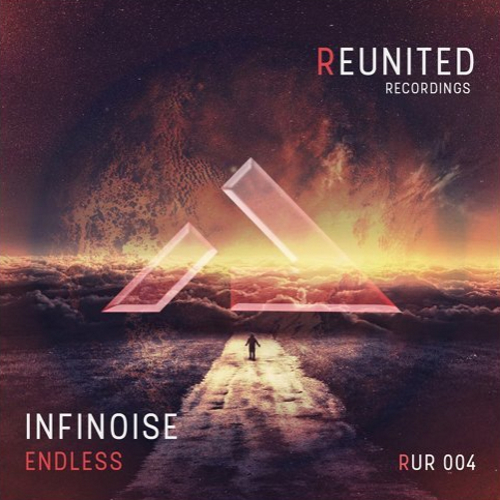 REUNITED
RECORDINGS
INFINOISE
ENDLESS
RUR 004